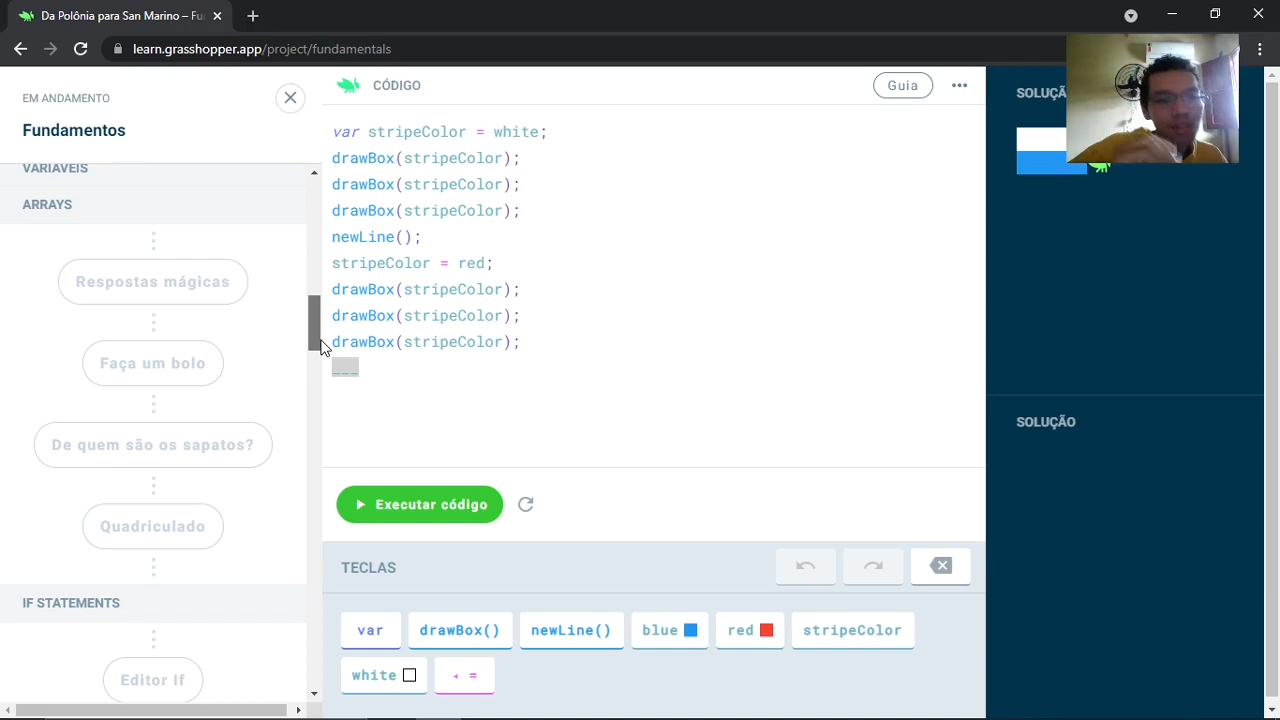 Da Polônia para San Marino – Fu
learn.grasshopper.app/project/fundamentals
EM ANDAMENTO
Fundamentos
VARIÁVEIS
ARRAYS
Respostas mágicas
Faça um bolo
De quem são os sapatos?
Quadriculado
IF STATEMENTS
Editor If
CÓDIGO
Guia
var stripeColor = white;
drawBox(stripeColor);
drawBox(stripeColor);
drawBox(stripeColor);
newLine();
stripeColor = red;
drawBox(stripeColor);
drawBox(stripeColor);
drawBox(stripeColor);
___
Executar código
TECLAS
var drawBox() newLine() blue red stripeColor
white =
SOLUÇÃ
SOLUÇÃO